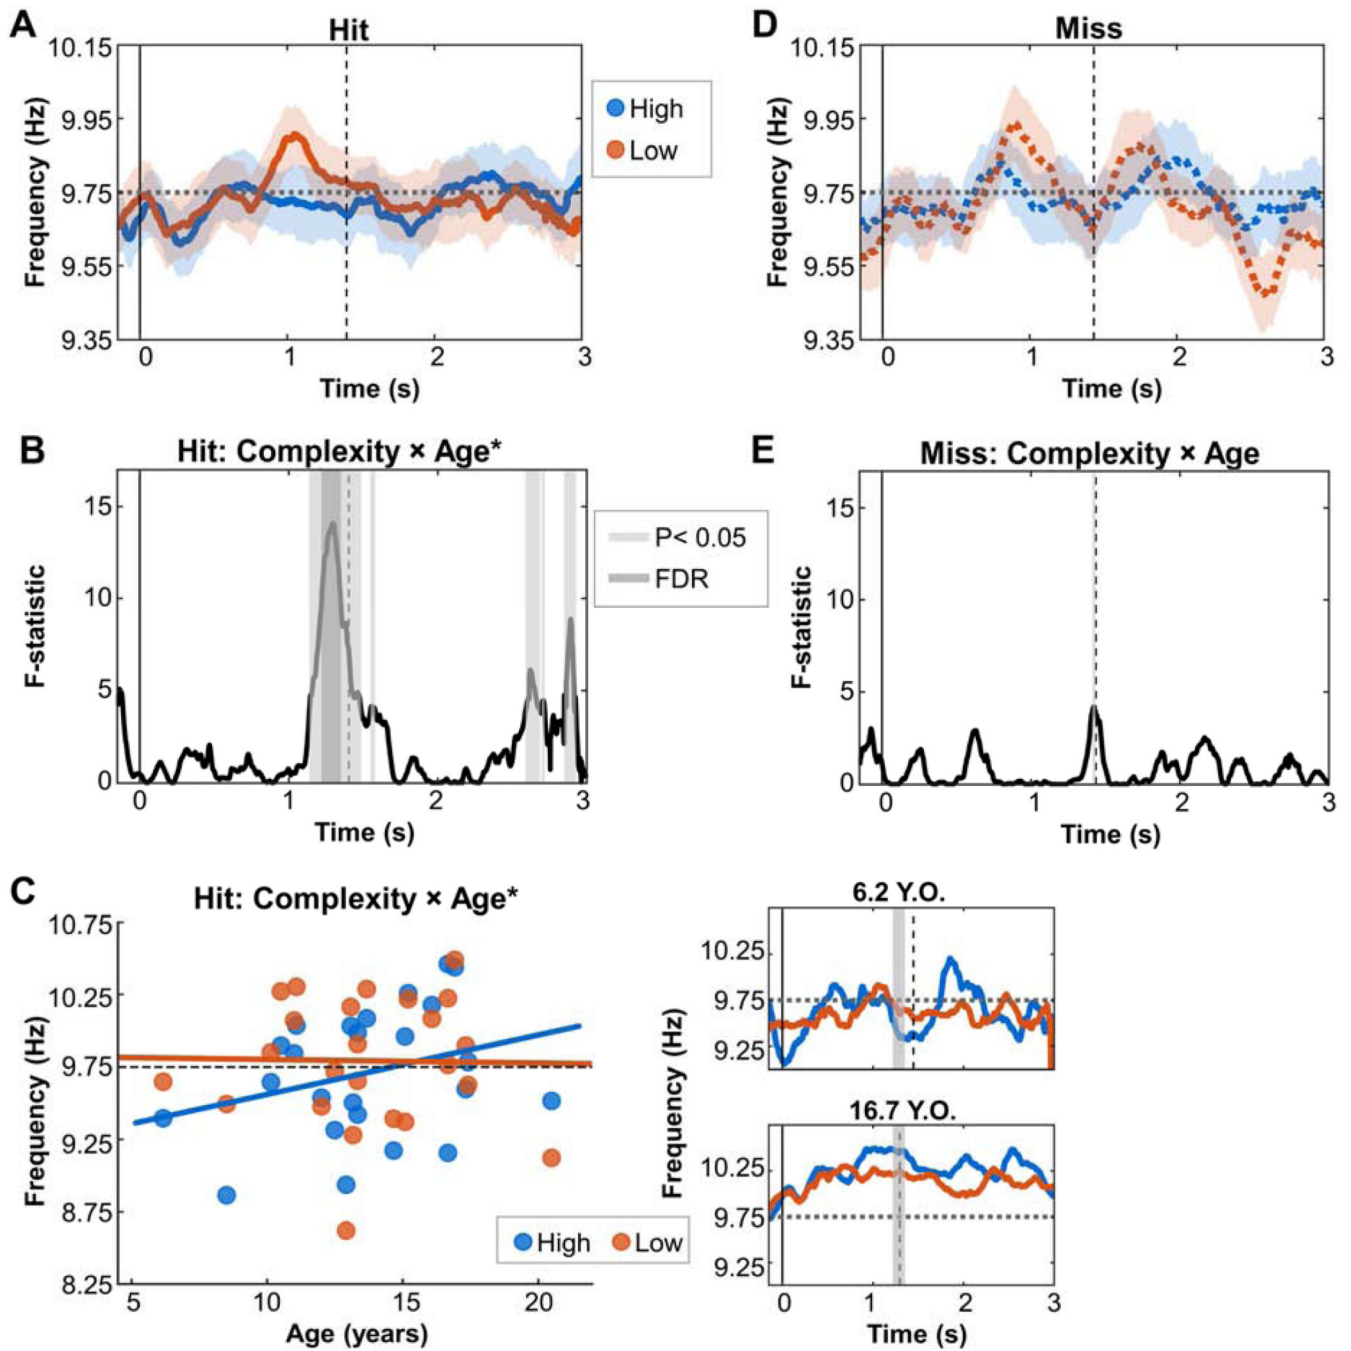 A
Hit
10.15
9.95
9.75
9.55
9.35
Frequency (Hz)
0
1
2
3
Time (s)
High
Low
D
Miss
10.15
9.95
9.75
9.55
9.35
Frequency (Hz)
0
1
2
3
Time (s)
B
Hit: Complexity × Age*
15
10
5
0
F-statistic
0
1
2
3
Time (s)
P< 0.05
FDR
E
Miss: Complexity × Age
15
10
5
0
F-statistic
0
1
2
3
Time (s)
C
Hit: Complexity × Age*
10.75
10.25
9.75
9.25
8.75
8.25
Frequency (Hz)
5
10
15
20
Age (years)
High
Low
6.2 Y.O.
10.25
9.75
9.25
16.7 Y.O.
10.25
9.75
9.25
Frequency (Hz)
0
1
2
3
Time (s)